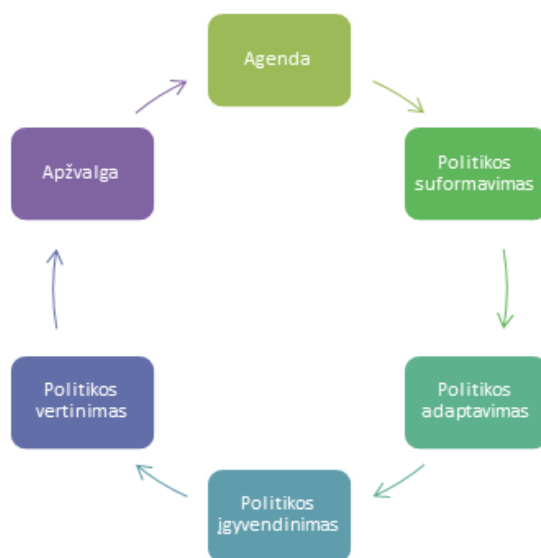 Agenda
Politikos
suformavimas
Politikos
adaptavimas
Politikos
įgyvendinimas
Politikos
vertinimas
Apžvalga